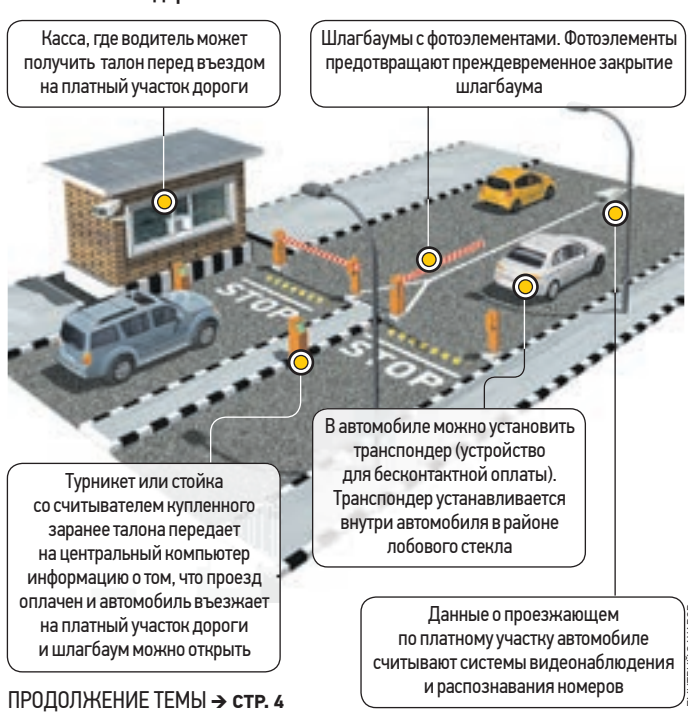 Касса, где водитель может
получить талон перед въездом
на платный участок дороги
Шлагбаумы с фотоэлементами. Фотоэлементы
предотвращают преждевременное закрытие
шлагбаума
STOP
STOP
В автомобиле можно установить
транспондер (устройство
для бесконтактной оплаты).
Транспондер устанавливается
внутри автомобиля в районе
лобового стекла
Турникет или стойка
со считывателем купленного
заранее талона передает
на центральный компьютер
информацию о том, что проезд
оплачен и автомобиль въезжает
на платный участок дороги
и шлагбаум можно открыть
Данные о проезжающем
по платному участку автомобиле
считывают системы видеонаблюдения
и распознавания номеров
ПРОДОЛЖЕНИЕ ТЕМЫ → СТР. 4